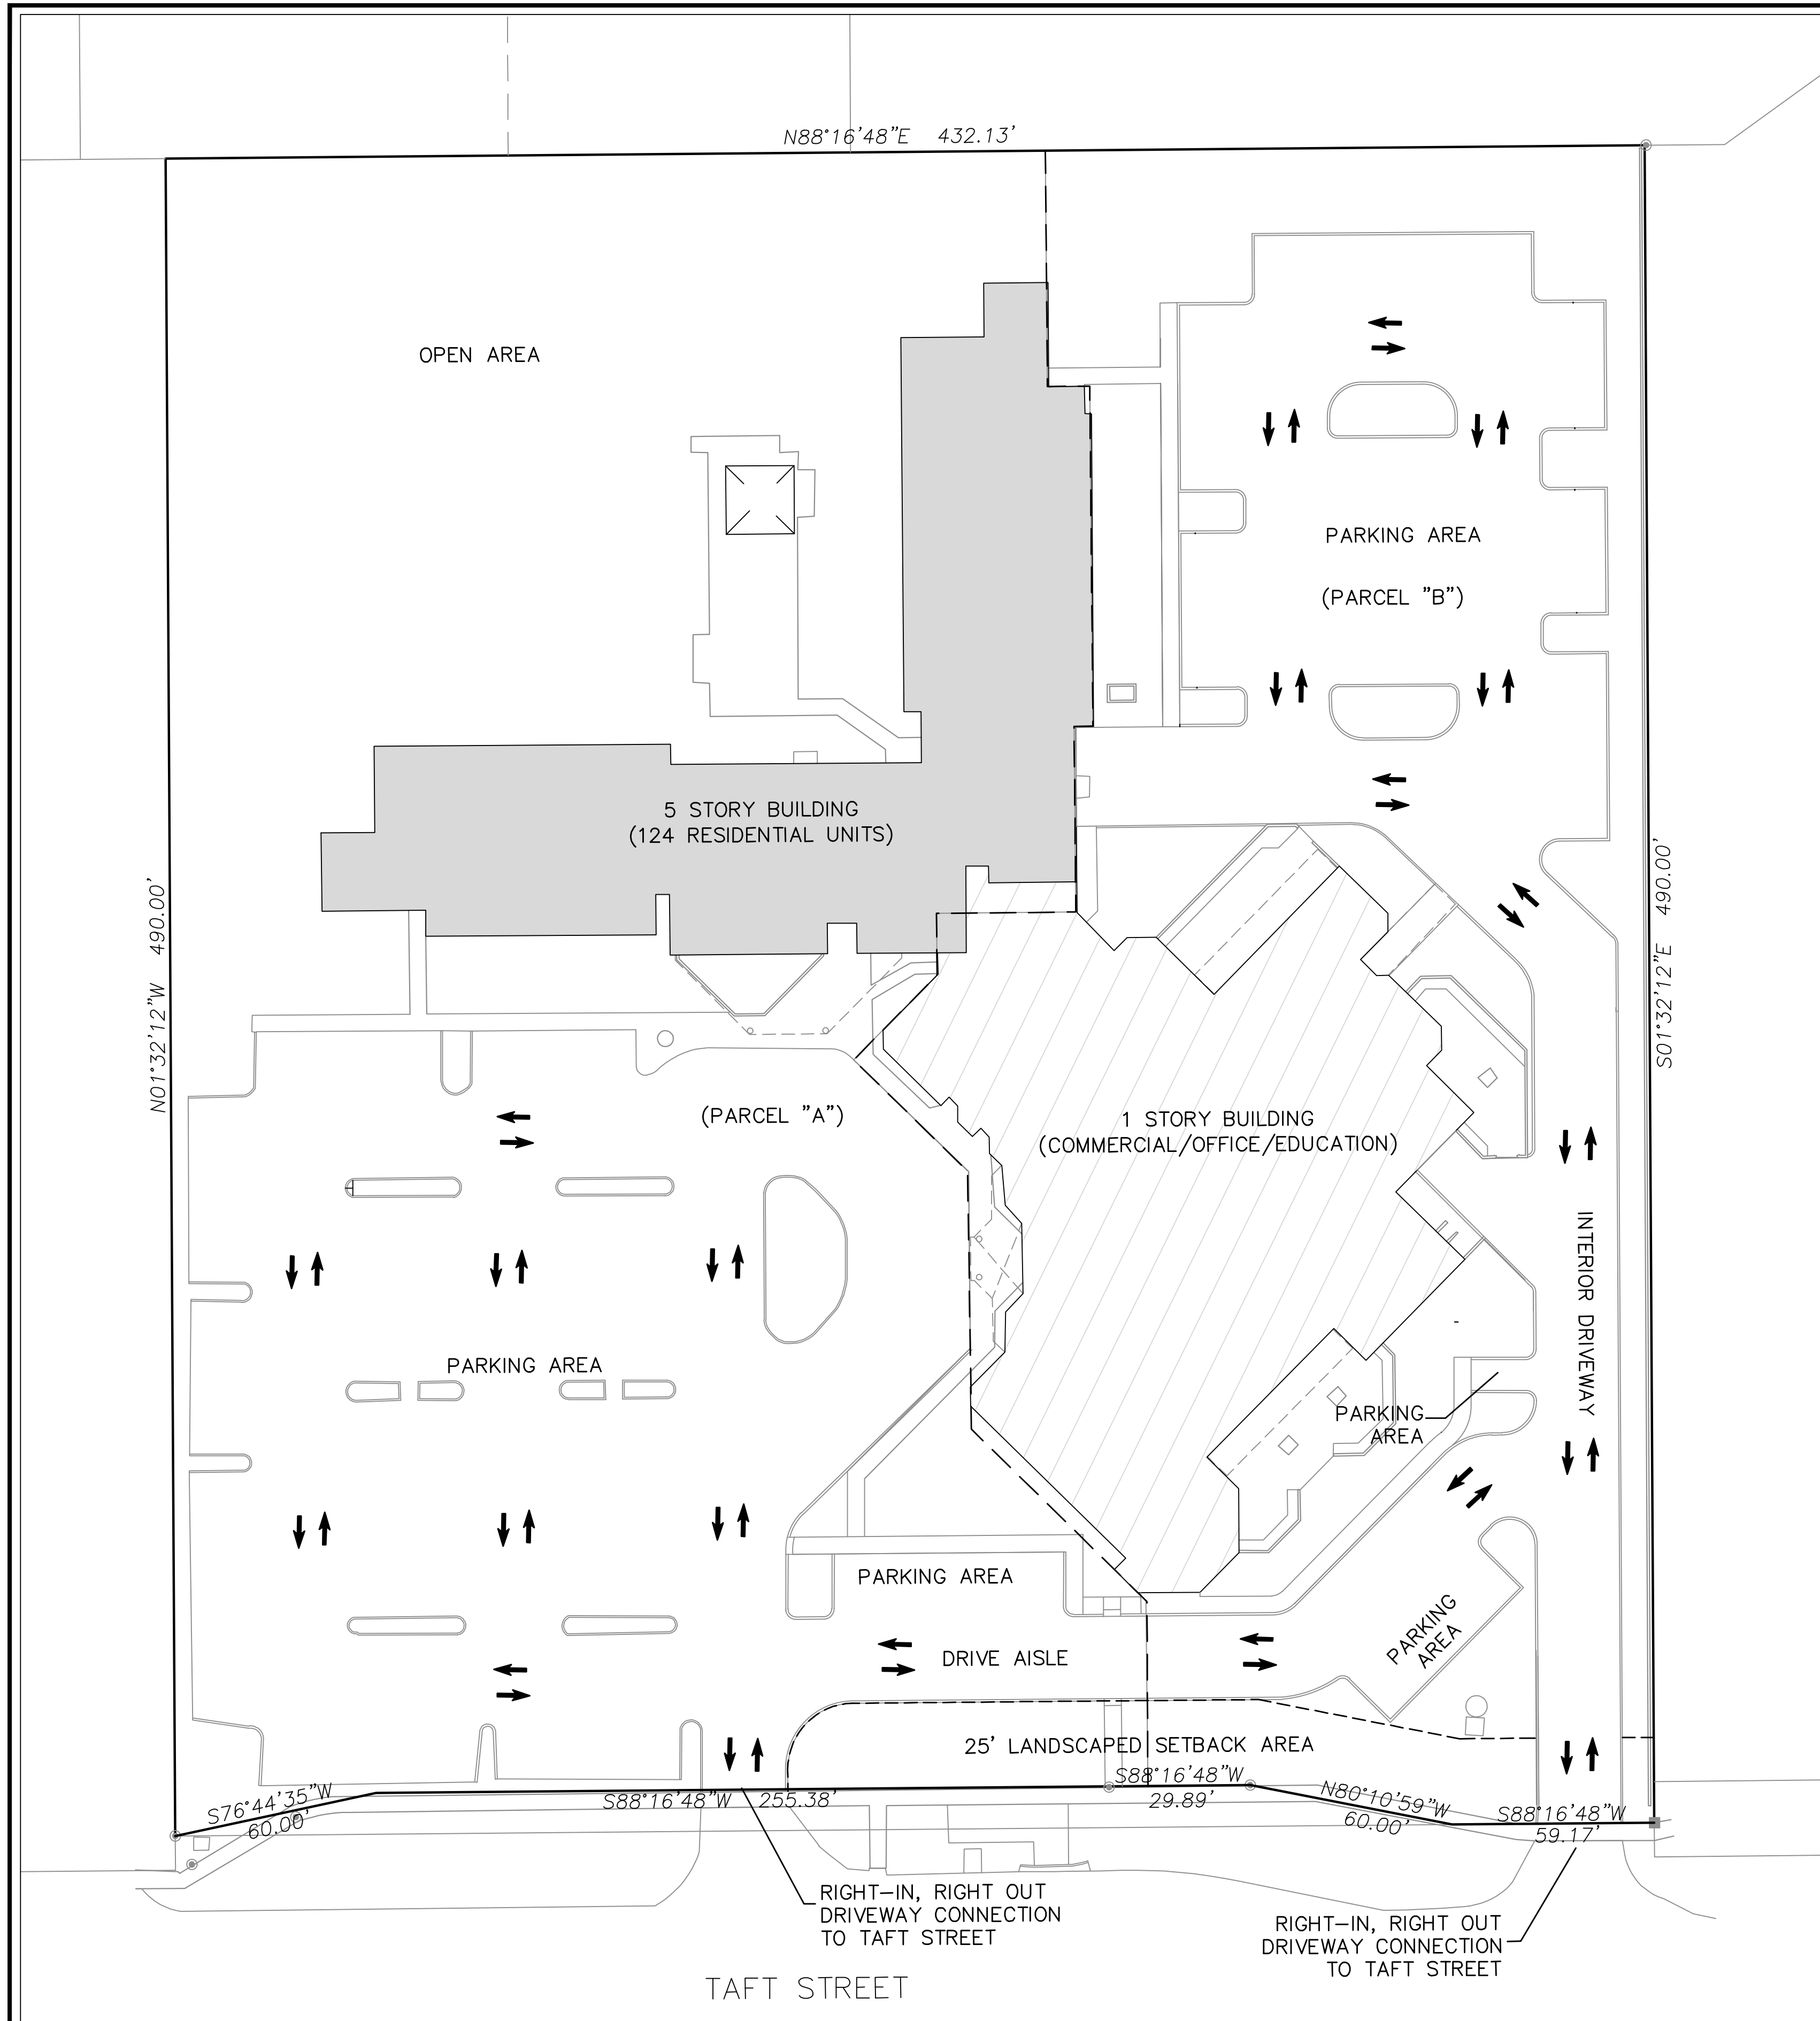 N88°16'48"E 432.13'
OPEN AREA
PARKING AREA
(PARCEL "B")
5 STORY BUILDING
(124 RESIDENTIAL UNITS)
N01°32'12"W 490.00'
S01°32'12"E 490.00'
(PARCEL "A")
1 STORY BUILDING
(COMMERCIAL/OFFICE/EDUCATION)
INTERIOR DRIVEWAY
PARKING AREA
PARKING
AREA
PARKING AREA
PARKING
AREA
DRIVE AISLE
25' LANDSCAPED SETBACK AREA
S76°44'35"W
60.00'
S88°16'48"W 255.38'
S88°16'48"W
29.89'
N80°10'59"W
60.00'
S88°16'48"W
59.17'
RIGHT-IN, RIGHT OUT
DRIVEWAY CONNECTION
TO TAFT STREET
RIGHT-IN, RIGHT OUT
DRIVEWAY CONNECTION
TO TAFT STREET
TAFT STREET